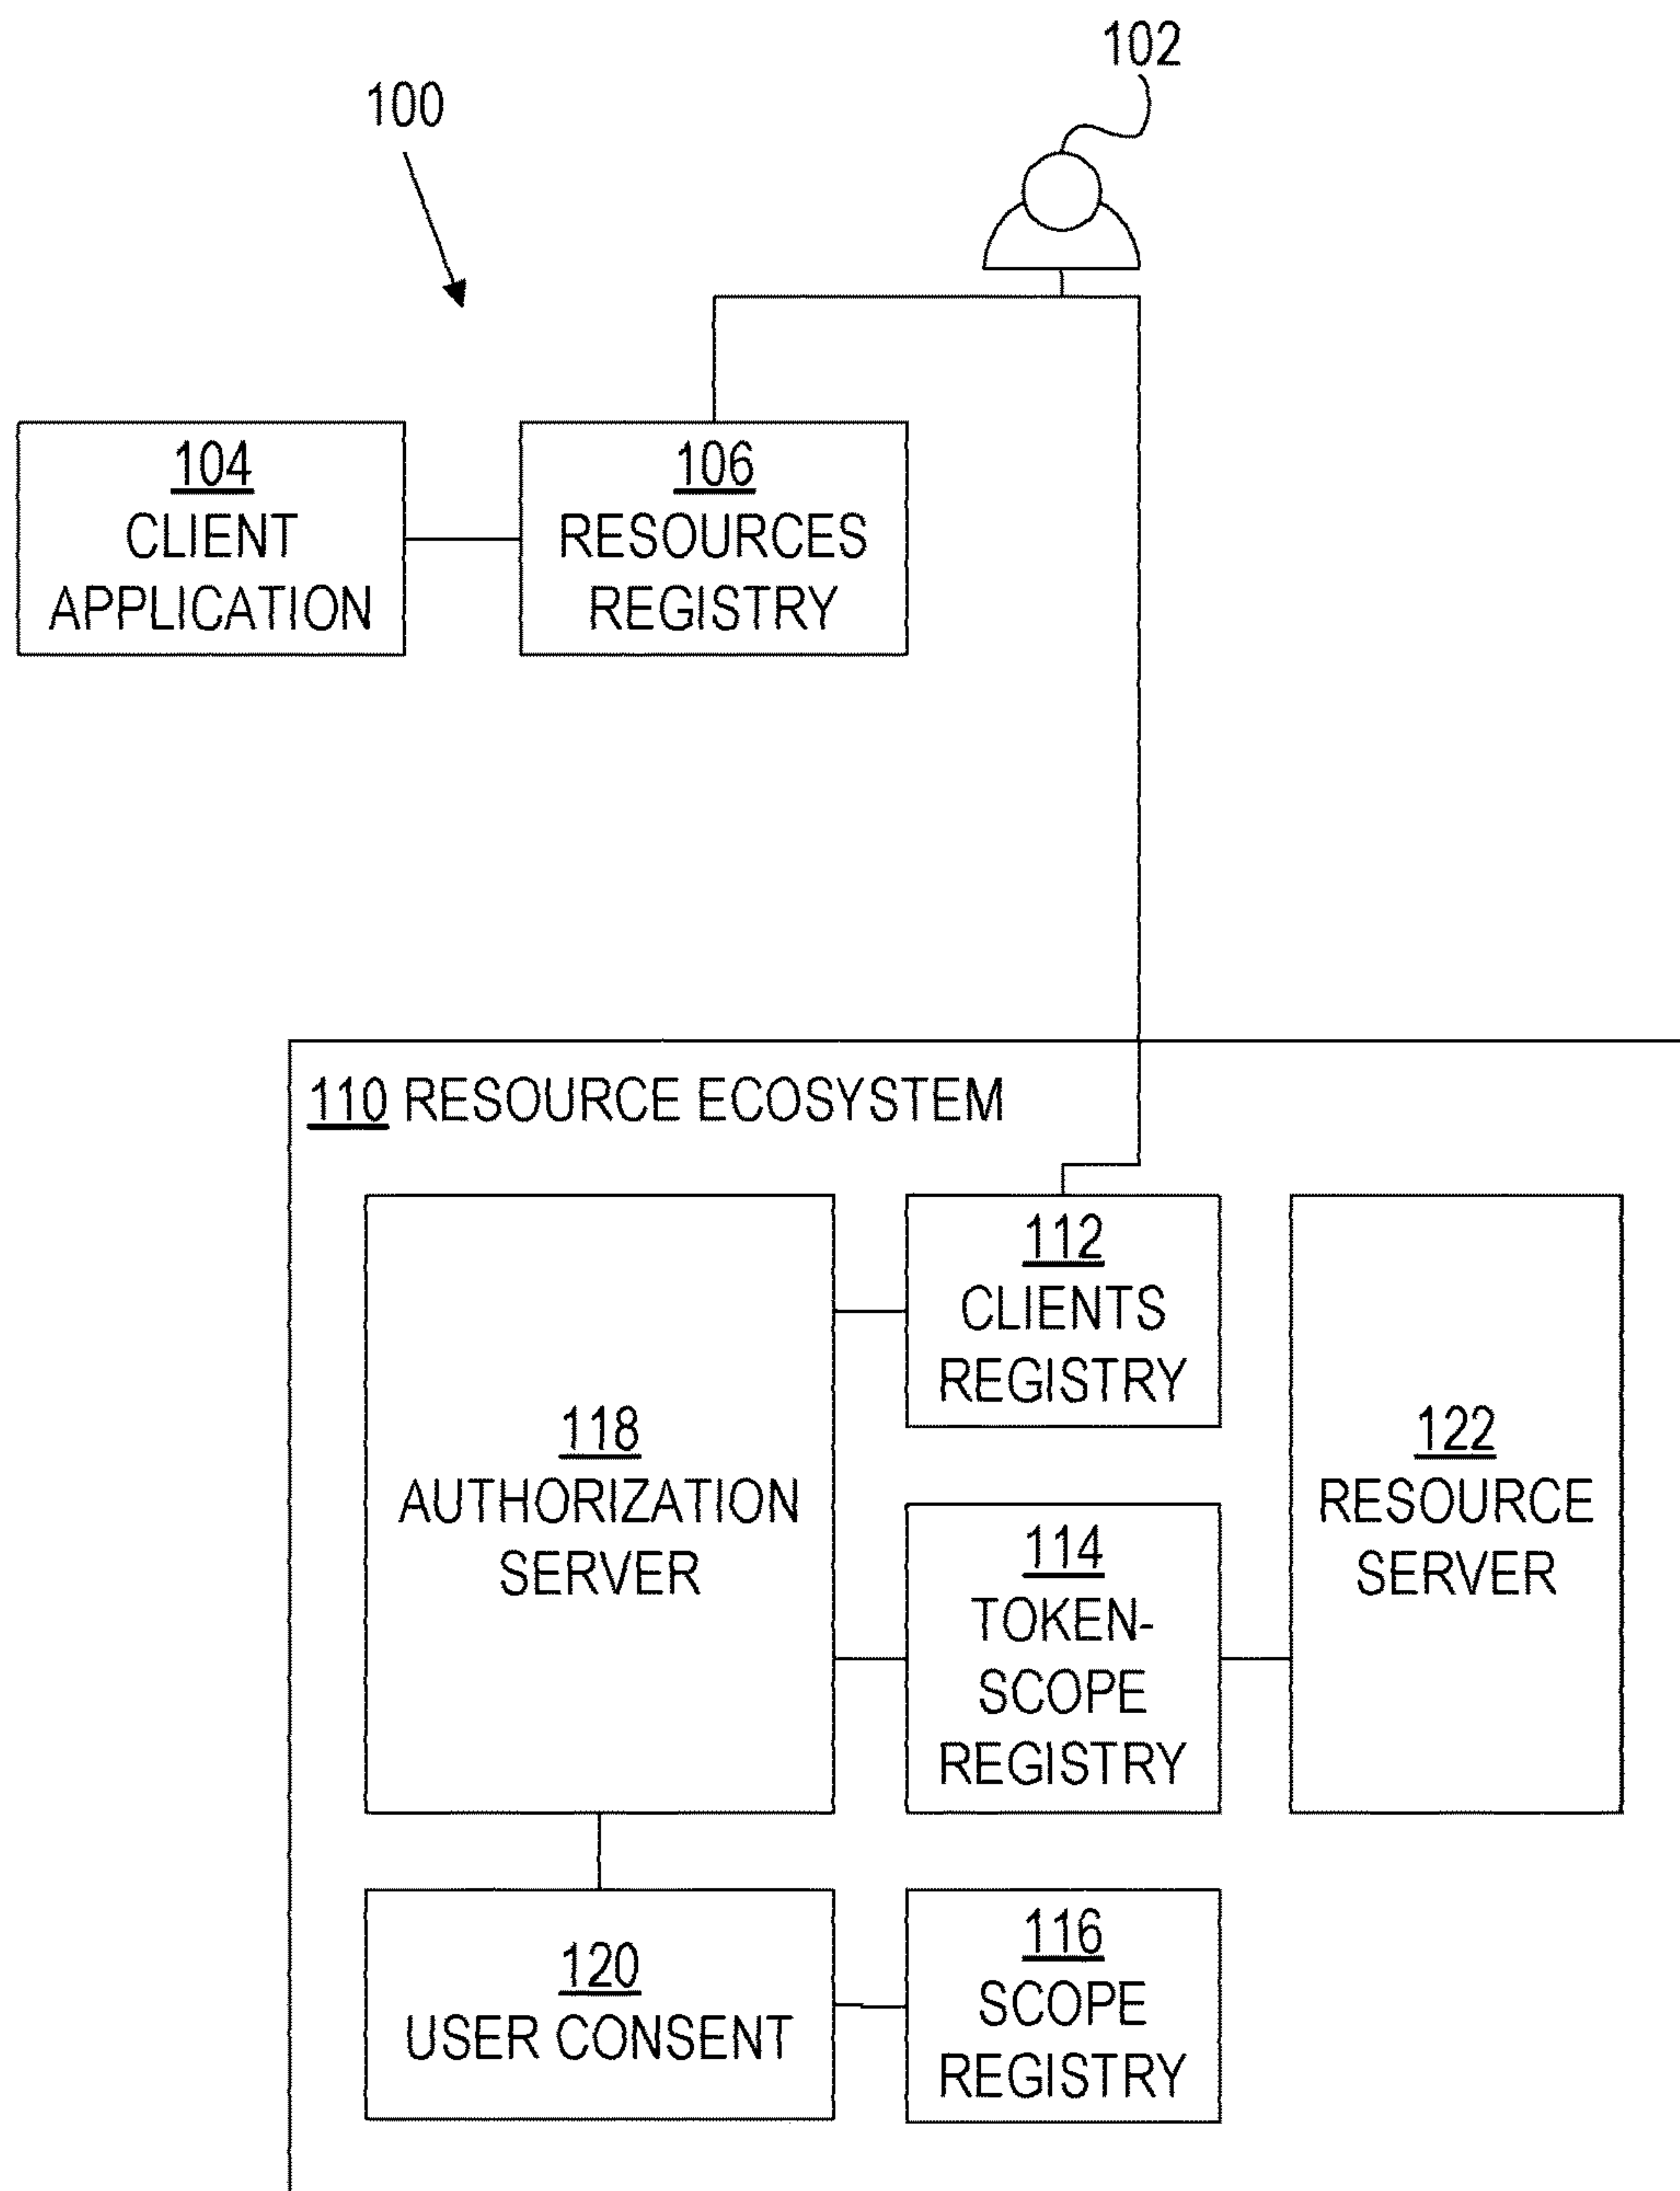 102
100
104
CLIENT
APPLICATION
106
RESOURCES
REGISTRY
110 RESOURCE ECOSYSTEM
118
AUTHORIZATION
SERVER
112
CLIENTS
REGISTRY
114
TOKEN-
SCOPE
REGISTRY
122
RESOURCE
SERVER
120
USER CONSENT
116
SCOPE
REGISTRY